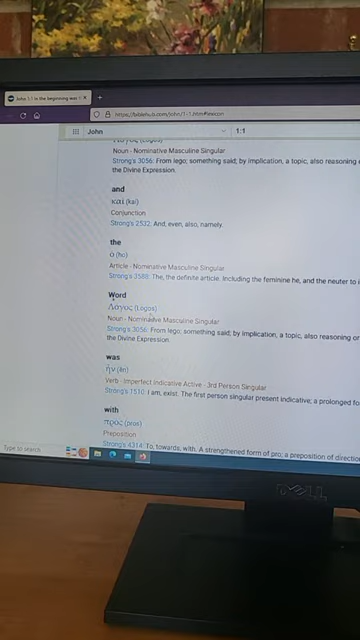 John 1:1 In the beginning was
https://biblehub.com/john/1-1.htm#lexicon
John 1:1
Noun - Nominative Masculine Singular
Strong's 3056: From lego; something said; by implication, a topic, also reasoning
the Divine Expression.
and
καὶ (kai)
Conjunction
Strong's 2532: And, even, also, namely.
the
ὁ (ho)
Article - Nominative Masculine Singular
Strong's 3588: The, the definite article. Including the feminine he, and the neuter to
Word
Λόγος (Logos)
Noun - Nominative Masculine Singular
Strong's 3056: From lego; something said; by implication, a topic, also reasoning or
the Divine Expression.
was
ἦν (ēn)
Verb - Imperfect Indicative Active - 3rd Person Singular
Strong's 1510: I am, exist. The first person singular present indicative; a prolonged
with
πρὸς (pros)
Preposition
Strong's 4314: To, towards, with. A strengthened form of pro; a preposition of direction
Type to search
DELL